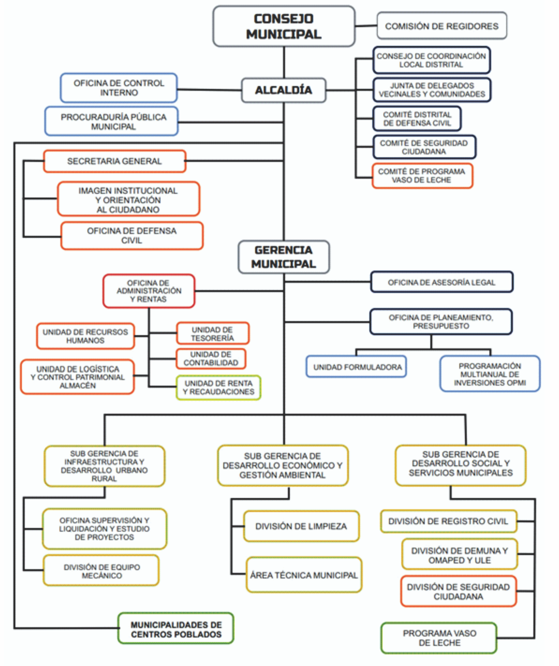 CONSEJO
MUNICIPAL
COMISIÓN DE REGIDORES
OFICINA DE CONTROL
INTERNO
ALCALDÍA
CONSEJO DE COORDINACIÓN
LOCAL DISTRITAL
JUNTA DE DELEGADOS
VECINALES Y COMUNIDADES
PROCURADURÍA PÚBLICA
MUNICIPAL
COMITÉ DISTRITAL
DE DEFENSA CIVIL
COMITÉ DE SEGURIDAD
CIUDADANA
SECRETARIA GENERAL
COMITÉ DE PROGRAMA
VASO DE LECHE
IMAGEN INSTITUCIONAL
Y ORIENTACIÓN
AL CIUDADANO
OFICINA DE DEFENSA
CIVIL
GERENCIA
MUNICIPAL
OFICINA DE
ADMINISTRACIÓN
Y RENTAS
OFICINA DE ASESORÍA LEGAL
OFICINA DE PLANEAMIENTO,
PRESUPUESTO
UNIDAD DE RECURSOS
HUMANOS
UNIDAD DE
TESORERÍA
UNIDAD DE
CONTABILIDAD
UNIDAD DE LOGÍSTICA
Y CONTROL PATRIMONIAL
ALMACÉN
UNIDAD DE RENTA
Y RECAUDACIONES
UNIDAD FORMULADORA
PROGRAMACIÓN
MULTIANUAL DE
INVERSIONES OPMI
SUB GERENCIA DE
INFRAESTRUCTURA Y
DESARROLLO URBANO
RURAL
SUB GERENCIA DE
DESARROLLO ECONÓMICO Y
GESTIÓN AMBIENTAL
SUB GERENCIA DE
DESARROLLO SOCIAL Y
SERVICIOS MUNICIPALES
OFICINA SUPERVISIÓN Y
LIQUIDACIÓN Y ESTUDIO
DE PROYECTOS
DIVISIÓN DE LIMPIEZA
DIVISIÓN DE REGISTRO CIVIL
DIVISIÓN DE DEMUNA Y
OMAPED Y ULE
DIVISIÓN DE EQUIPO
MECÁNICO
ÁREA TÉCNICA MUNICIPAL
DIVISIÓN DE SEGURIDAD
CIUDADANA
MUNICIPALIDADES DE
CENTROS POBLADOS
PROGRAMA VASO
DE LECHE